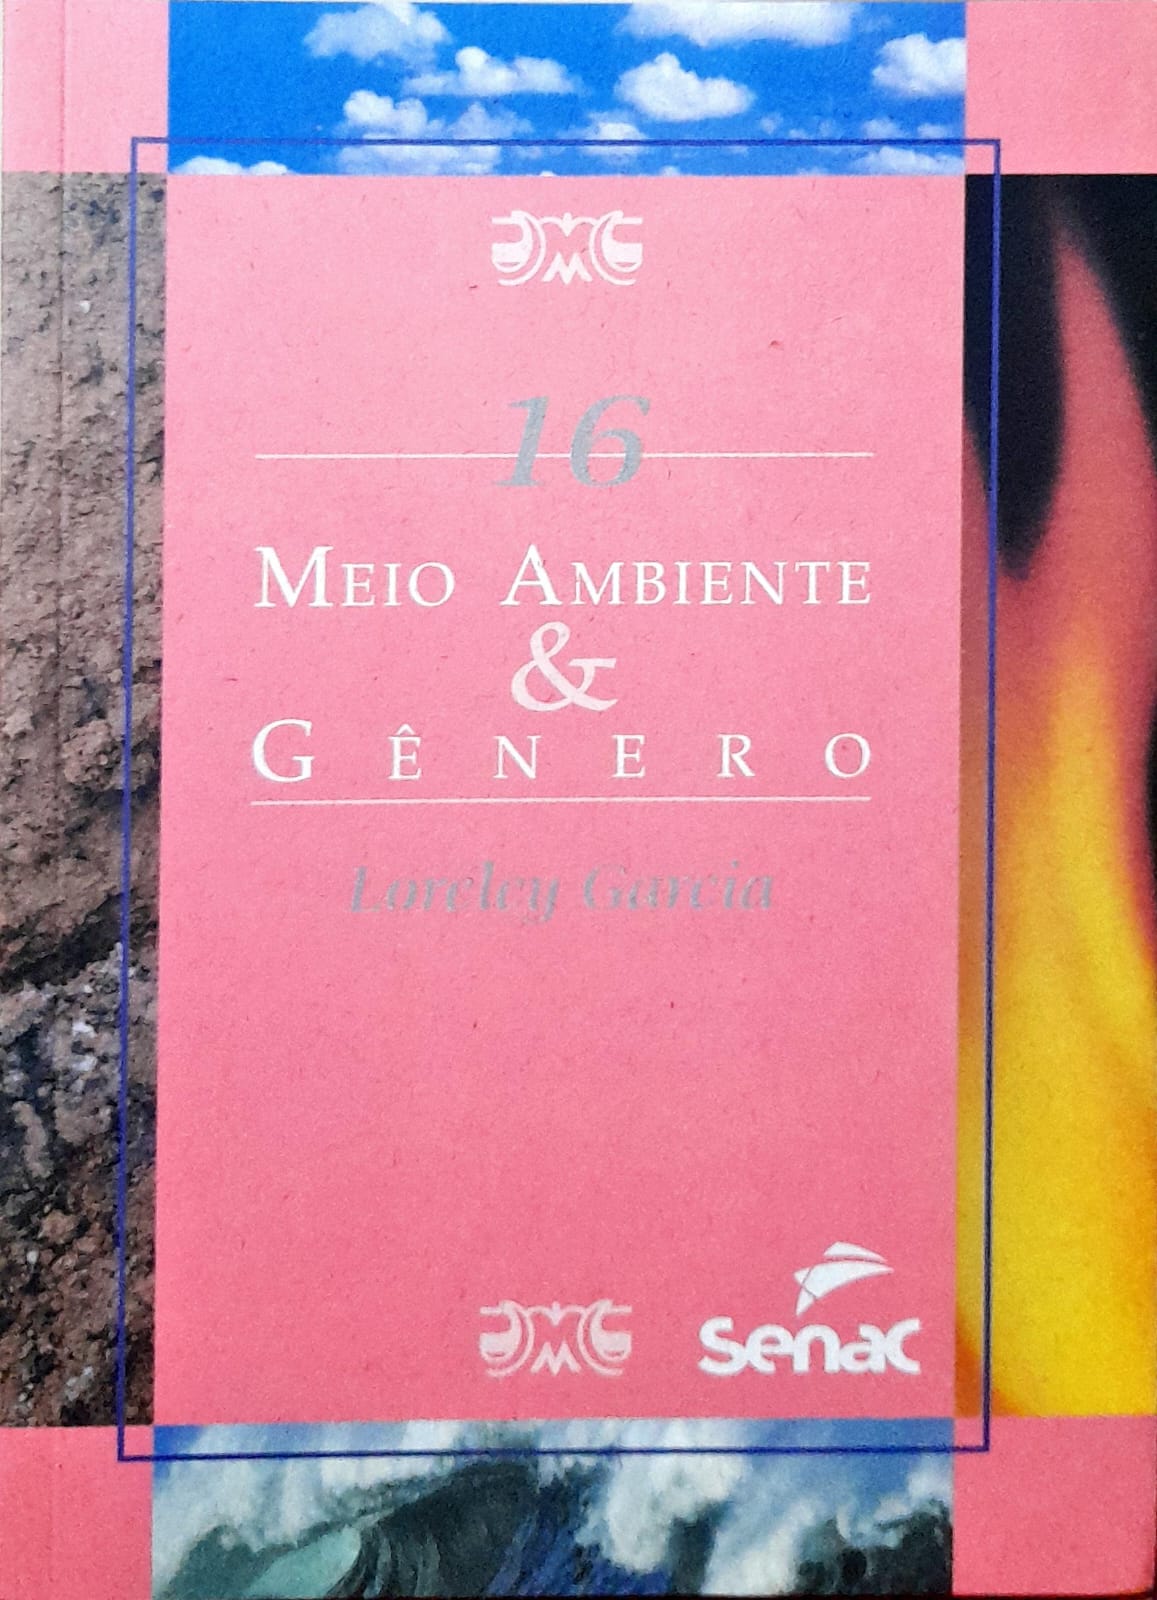 16
MEIO AMBIENTE
&
GÊNERO
Loreley Garcia
senac